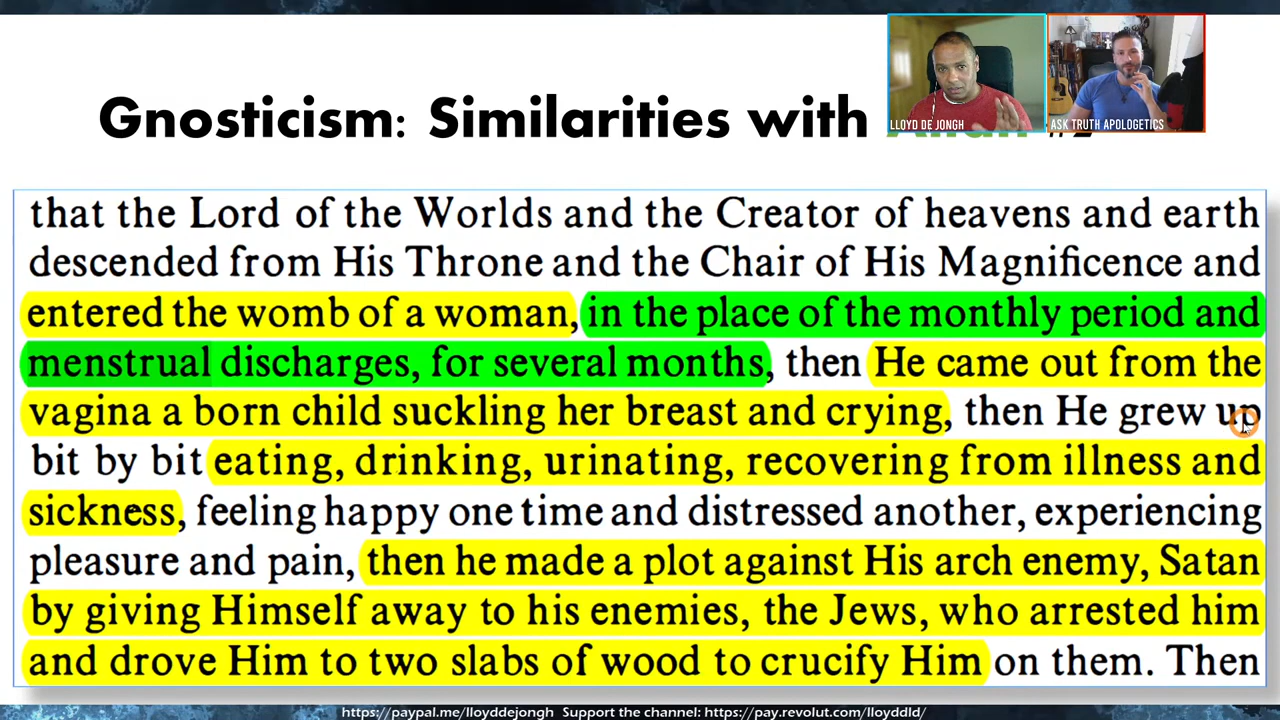 Gnosticism: Similarities with
LLOYD DE JONGH
ASK TRUTH APOLOGETICS
that the Lord of the Worlds and the Creator of heavens and earth
descended from His Throne and the Chair of His Magnificence and
entered the womb of a woman, in the place of the monthly period and
menstrual discharges, for several months, then He came out from the
vagina a born child suckling her breast and crying, then He grew up
bit by bit eating, drinking, urinating, recovering from illness and
sickness, feeling happy one time and distressed another, experiencing
pleasure and pain, then he made a plot against His arch enemy, Satan
by giving Himself away to his enemies, the Jews, who arrested him
and drove Him to two slabs of wood to crucify Him on them. Then
https://paypal.me/lloyddejongh Support the channel: https://pay.revolut.com/lloyddld/